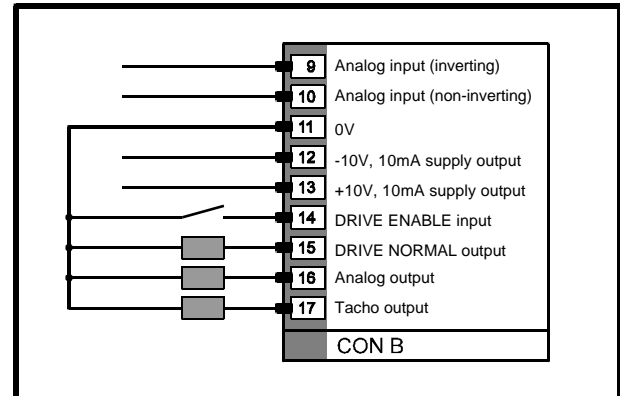 9 Analog input (inverting)
10 Analog input (non-inverting)
11 0V
12 -10V, 10mA supply output
13 +10V, 10mA supply output
14 DRIVE ENABLE input
15 DRIVE NORMAL output
16 Analog output
17 Tacho output
CON B